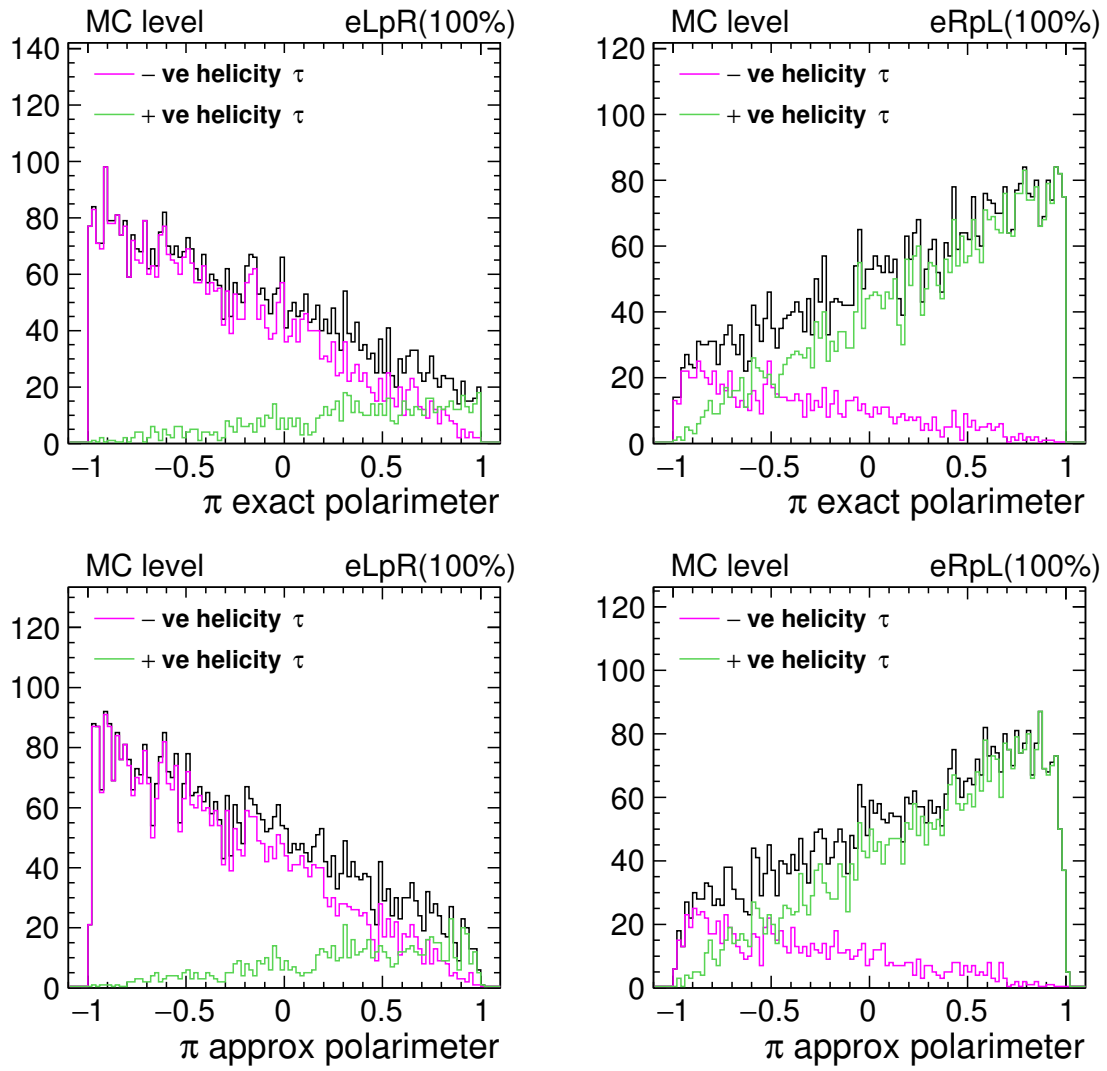 MC level eLpR(100%)
140
120
100
80
60
40
20
0
− ve helicity τ
+ ve helicity τ
−1 −0.5 0 0.5 1
π exact polarimeter
MC level eRpL(100%)
120
100
80
60
40
20
0
− ve helicity τ
+ ve helicity τ
−1 −0.5 0 0.5 1
π exact polarimeter
MC level eLpR(100%)
120
100
80
60
40
20
0
− ve helicity τ
+ ve helicity τ
−1 −0.5 0 0.5 1
π approx polarimeter
MC level eRpL(100%)
120
100
80
60
40
20
0
− ve helicity τ
+ ve helicity τ
−1 −0.5 0 0.5 1
π approx polarimeter